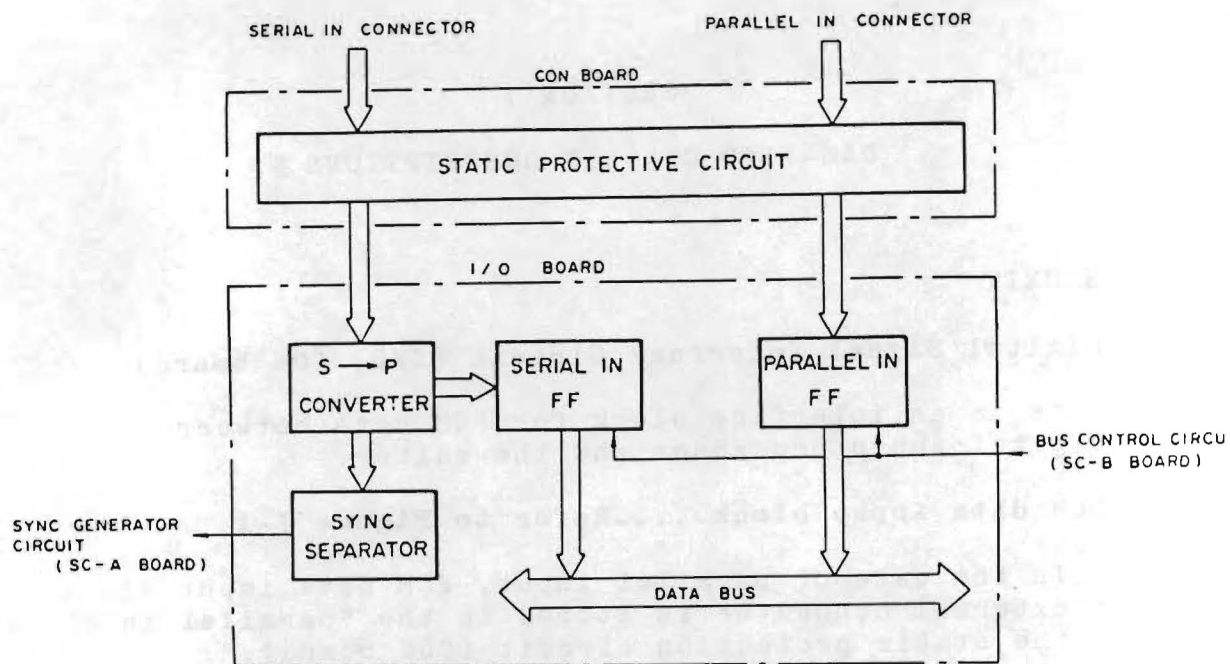 SERIAL IN CONNECTOR
PARALLEL IN CONNECTOR
CON BOARD
STATIC PROTECTIVE CIRCUIT
I/O BOARD
S → P
CONVERTER
SERIAL IN
FF
PARALLEL IN
FF
BUS CONTROL CIRCU
(SC-B BOARD)
SYNC GENERATOR
CIRCUIT
(SC-A BOARD)
SYNC
SEPARATOR
DATA BUS